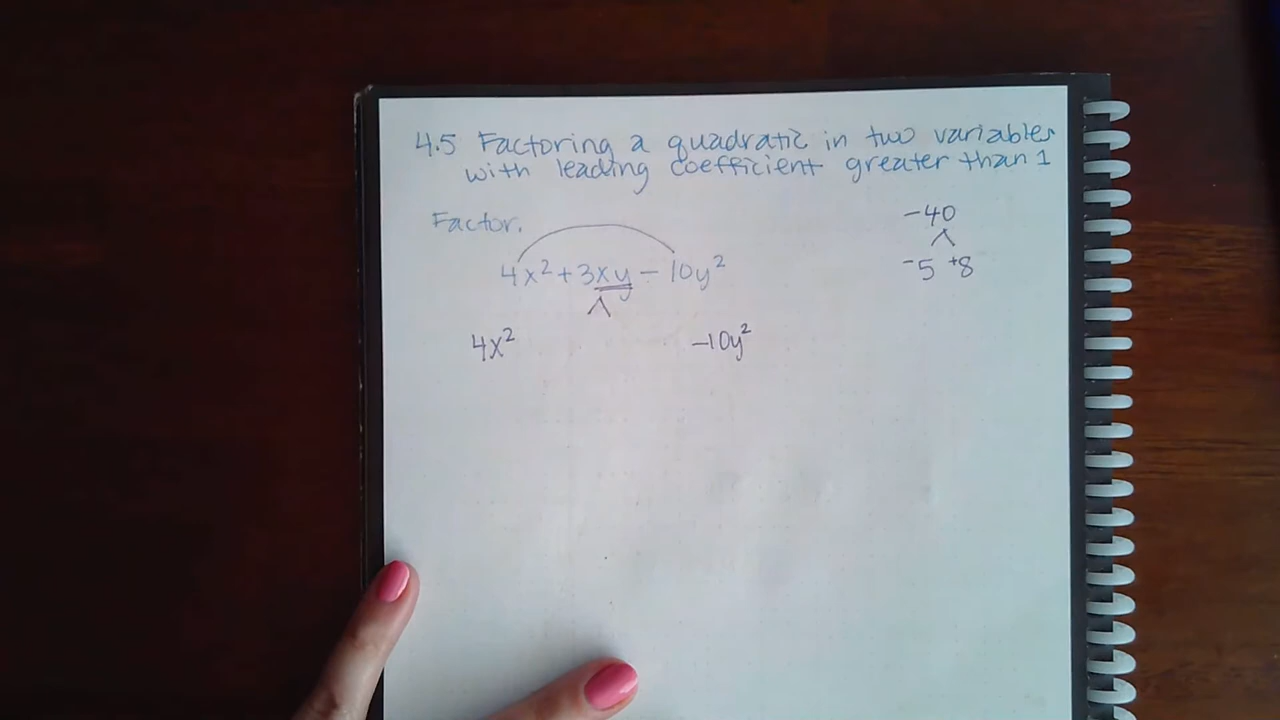 4.5 Factoring a quadratic in two variables
with leading coefficient greater than 1
Factor.
4x² + 3xy - 10y²
-40
-5 +8
4x² -10y²